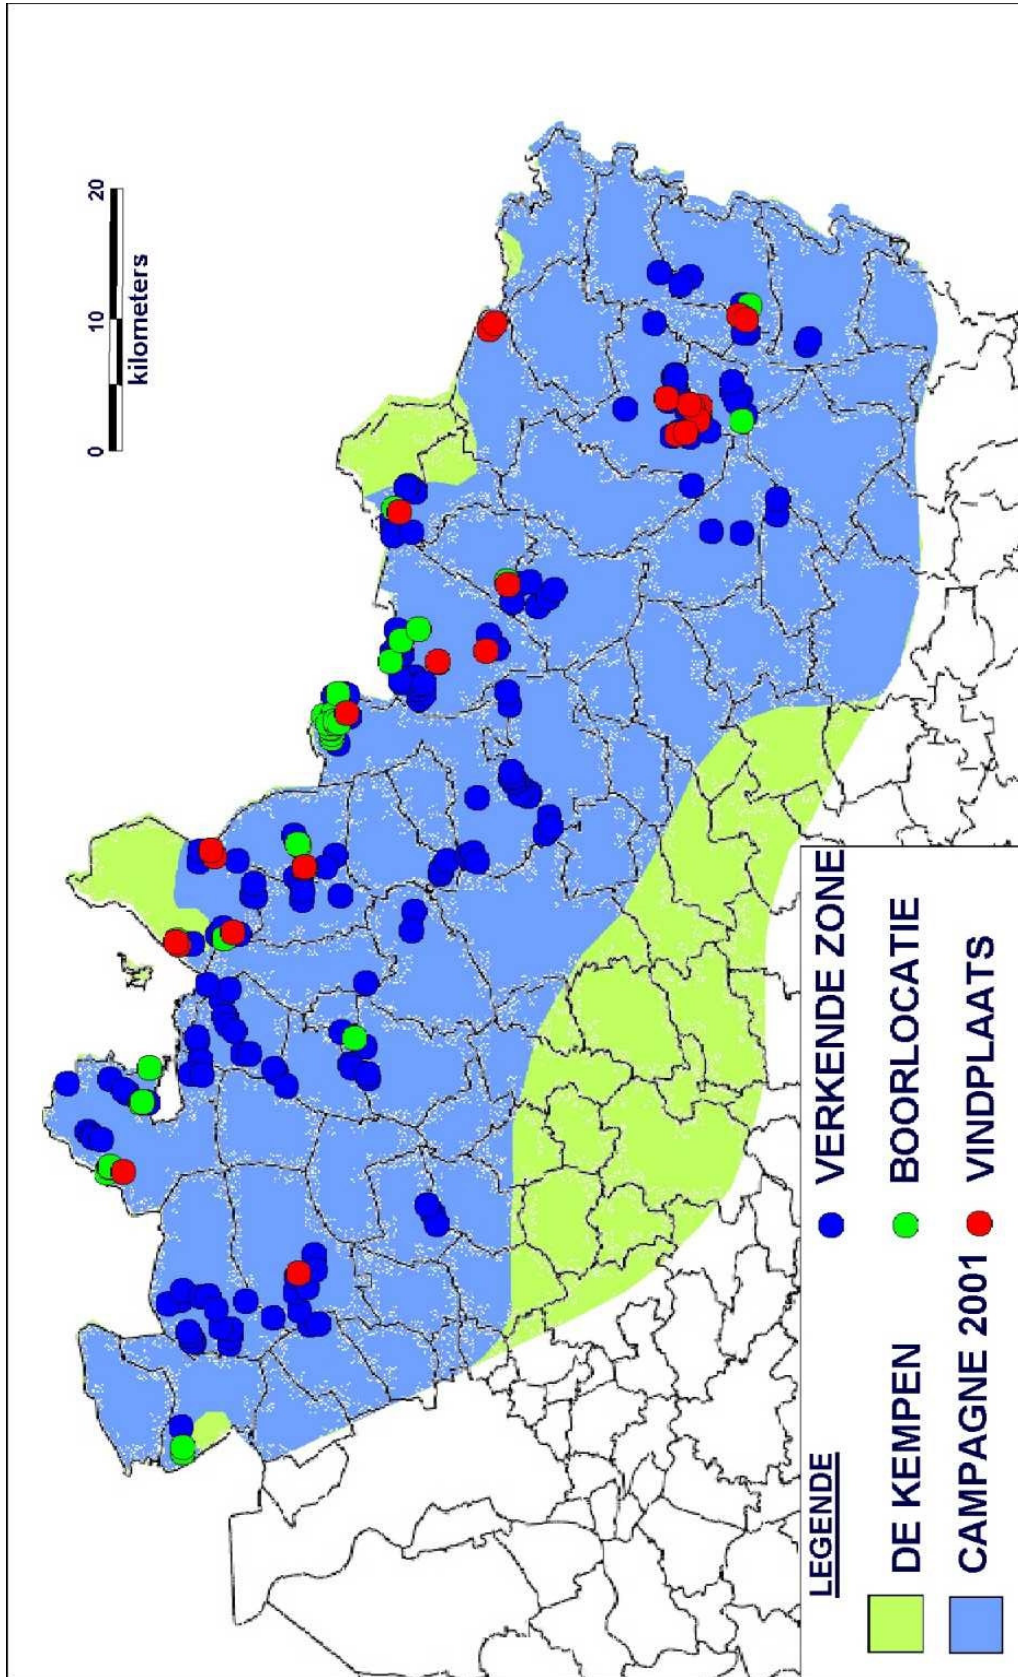 0 10 20
kilometers
LEGENDE
DE KEMPEN
CAMPAGNE 2001
VERKENDE ZONE
BOORLOCATIE
VINDPLAATS